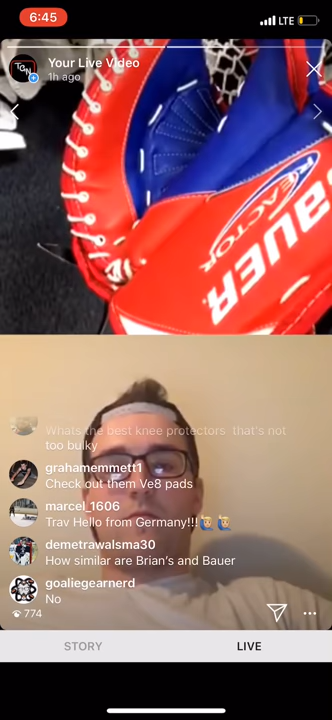 6:45
LTE
TGN
Your Live Video
1h ago
REACTOR
BAUER
Whats the best knee protectors that's not
too bulky
grahamemmett1
Check out them Ve8 pads
marcel_1606
Trav Hello from Germany!!!🙋🏼‍♂️🙋🏼‍♂️
demetrawalsma30
How similar are Brian's and Bauer
goaliegearnerd
No
774
STORY
LIVE